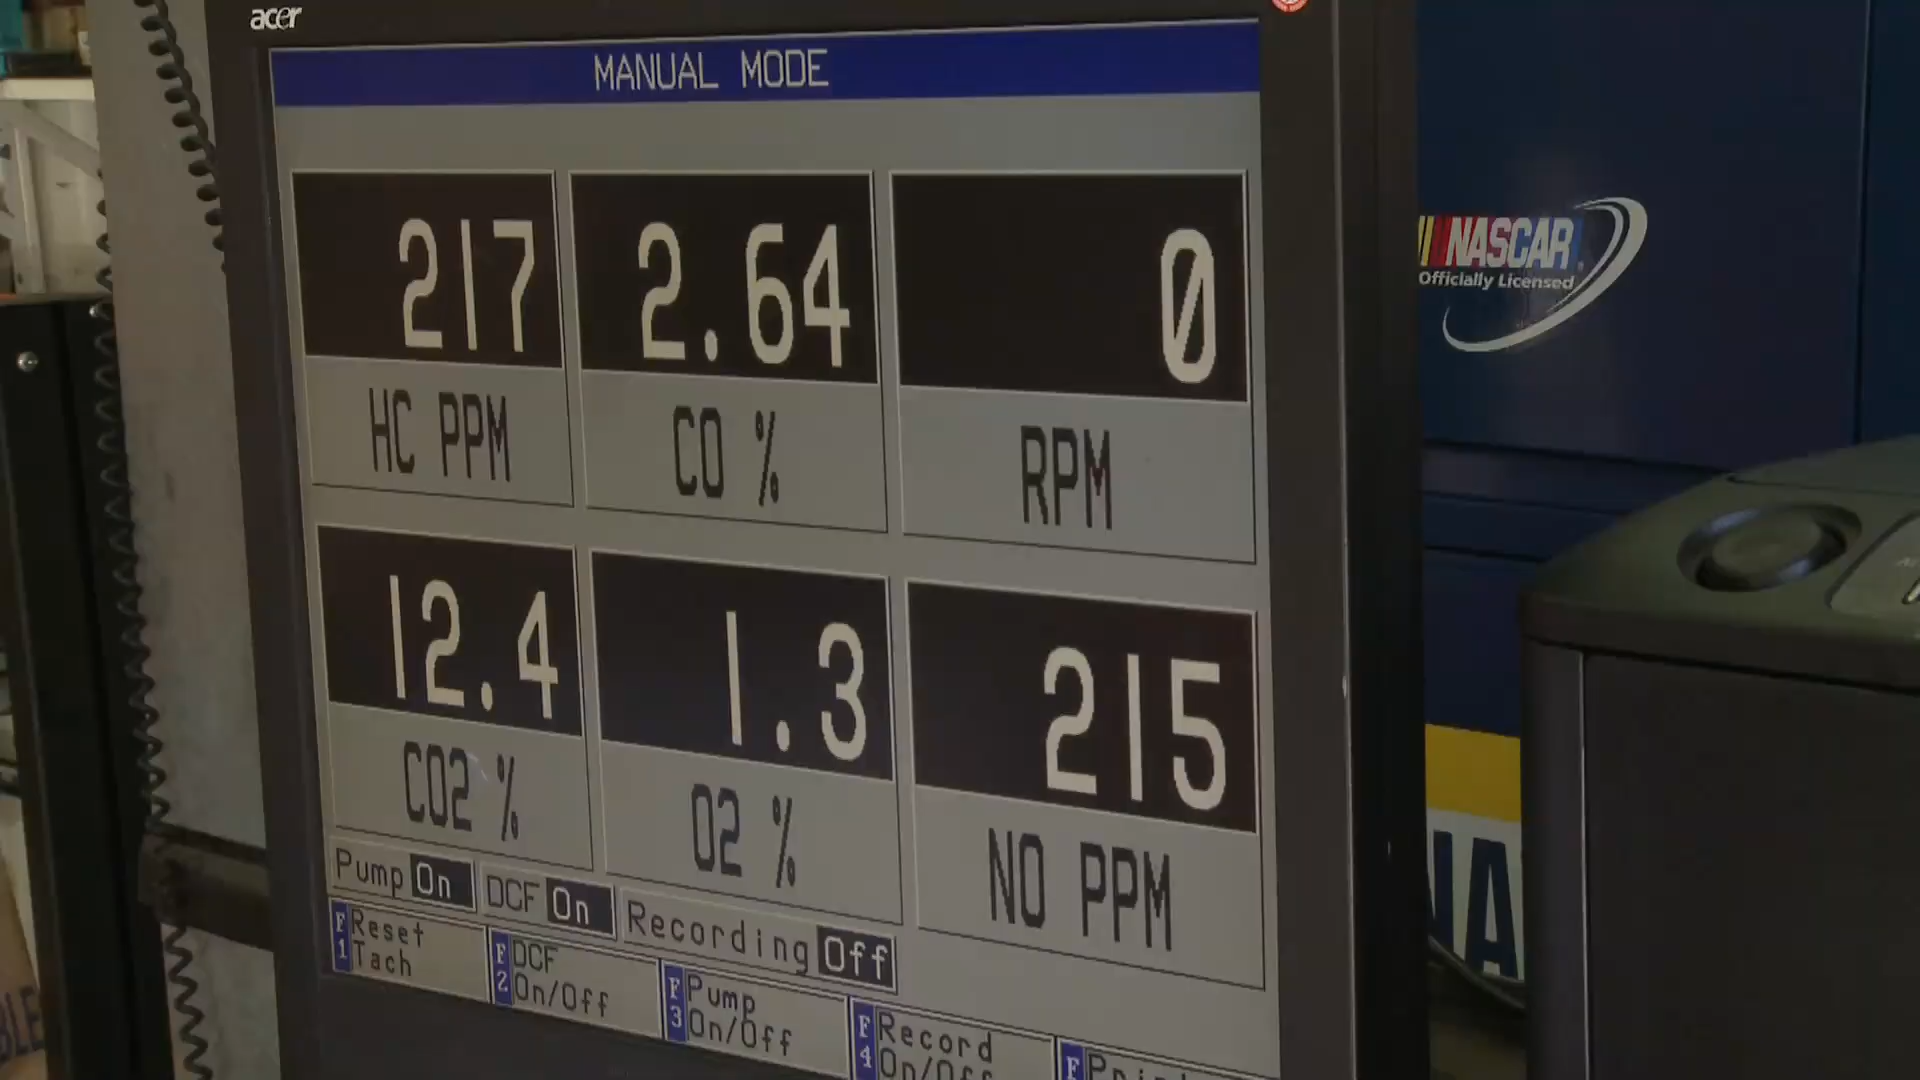 acer
MANUAL MODE
217 2.64 0
HC PPM CO % RPM
12.4 1.3 215
CO2 % O2 % NO PPM
Pump On DCF On Recording Off
F1 Reset Tach
F2 DCF On/Off
F3 Pump On/Off
F4 Record On/Off
F
NASCAR
Officially Licensed